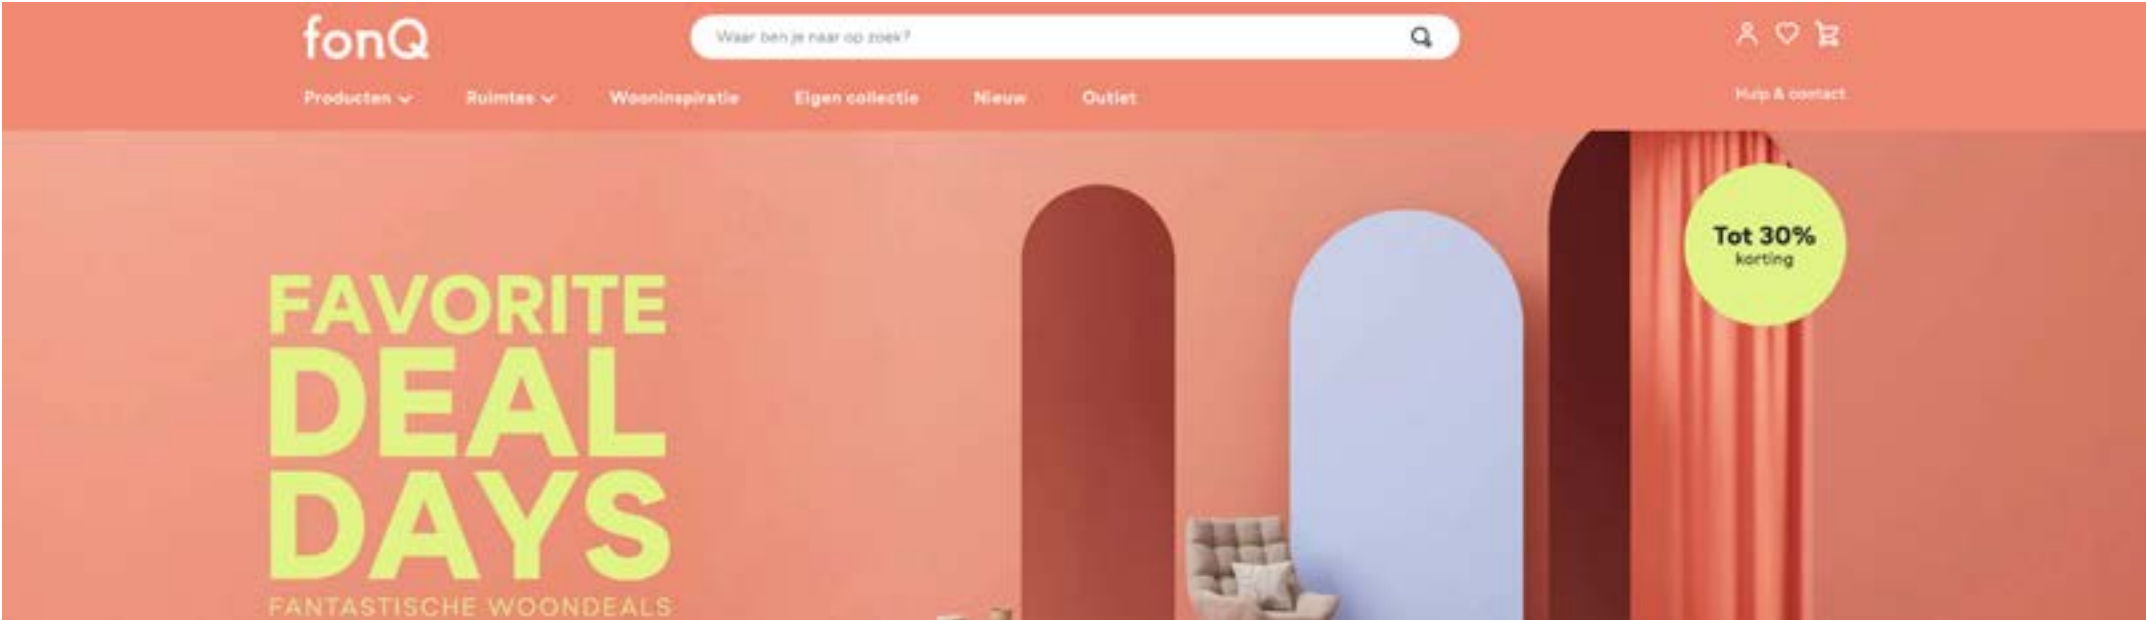 fonQ
Waar ben je naar op zoek?
Producten
Ruimtes
Wooninspiratie
Eigen collectie
Nieuw
Outlet
Hulp & contact
Tot 30%
korting
FAVORITE
DEAL
DAYS
FANTASTISCHE WOONDEALS